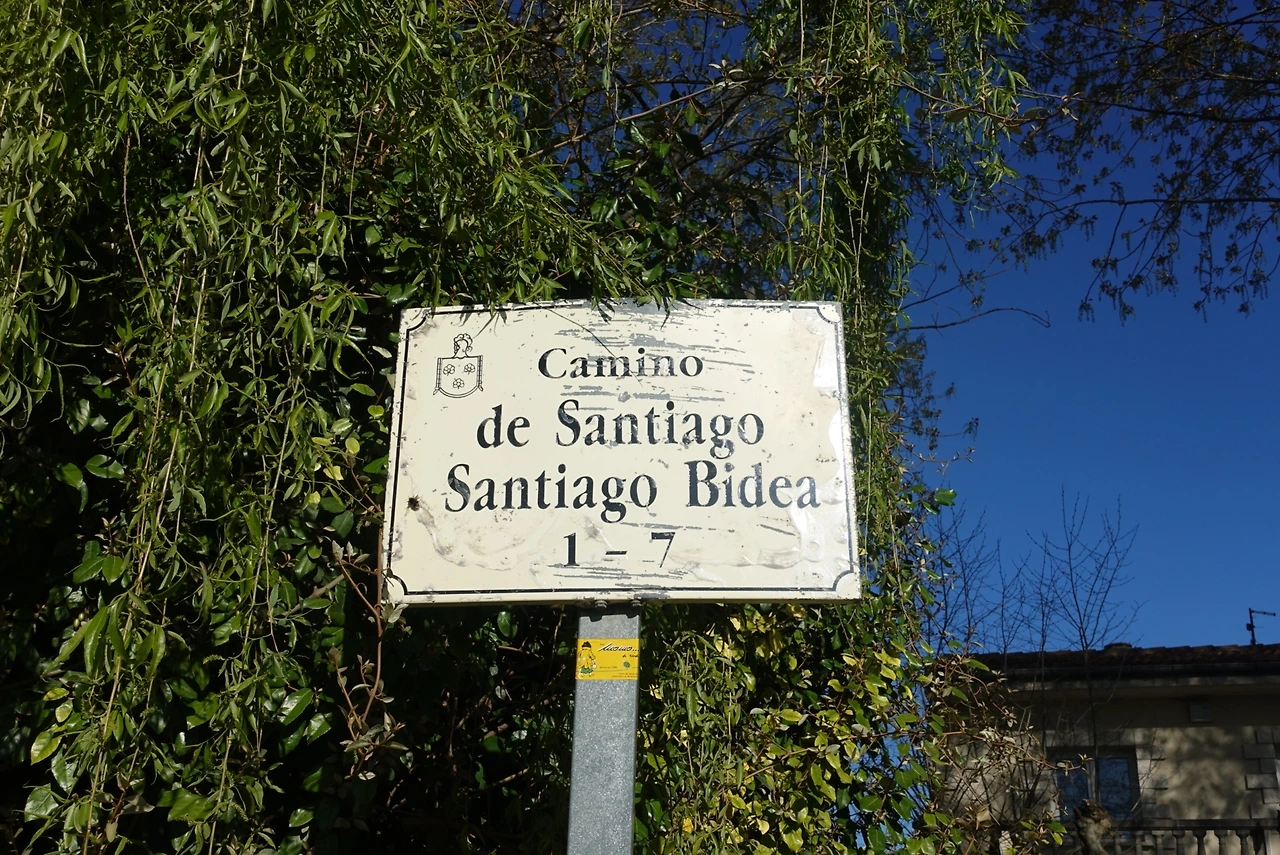 Camino
de Santiago
Santiago Bidea
1 - 7